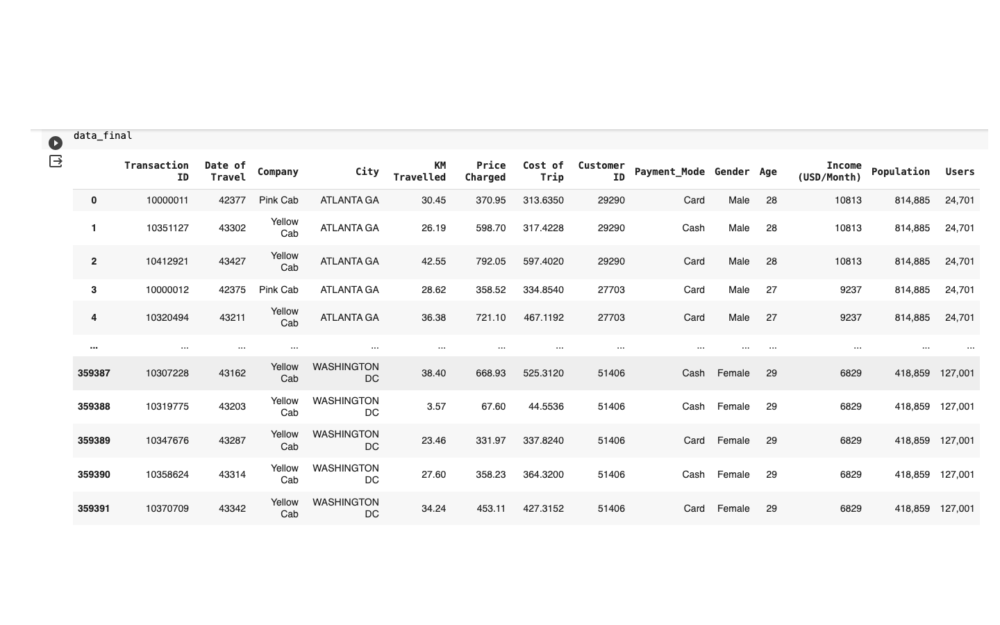 data_final
Transaction ID Date of Travel Company City KM Travelled Price Charged Cost of Trip Customer ID Payment_Mode Gender Age Income (USD/Month) Population Users
0 10000011 42377 Pink Cab ATLANTA GA 30.45 370.95 313.6350 29290 Card Male 28 10813 814,885 24,701
1 10351127 43302 Yellow Cab ATLANTA GA 26.19 598.70 317.4228 29290 Cash Male 28 10813 814,885 24,701
2 10412921 43427 Yellow Cab ATLANTA GA 42.55 792.05 597.4020 29290 Card Male 28 10813 814,885 24,701
3 10000012 42375 Pink Cab ATLANTA GA 28.62 358.52 334.8540 27703 Card Male 27 9237 814,885 24,701
4 10320494 43211 Yellow Cab ATLANTA GA 36.38 721.10 467.1192 27703 Card Male 27 9237 814,885 24,701
... ... ... ... ... ... ... ... ... ... ... ... ... ... ...
359387 10307228 43162 Yellow Cab WASHINGTON DC 38.40 668.93 525.3120 51406 Cash Female 29 6829 418,859 127,001
359388 10319775 43203 Yellow Cab WASHINGTON DC 3.57 67.60 44.5536 51406 Cash Female 29 6829 418,859 127,001
359389 10347676 43287 Yellow Cab WASHINGTON DC 23.46 331.97 337.8240 51406 Card Female 29 6829 418,859 127,001
359390 10358624 43314 Yellow Cab WASHINGTON DC 27.60 358.23 364.3200 51406 Cash Female 29 6829 418,859 127,001
359391 10370709 43342 Yellow Cab WASHINGTON DC 34.24 453.11 427.3152 51406 Card Female 29 6829 418,859 127,001